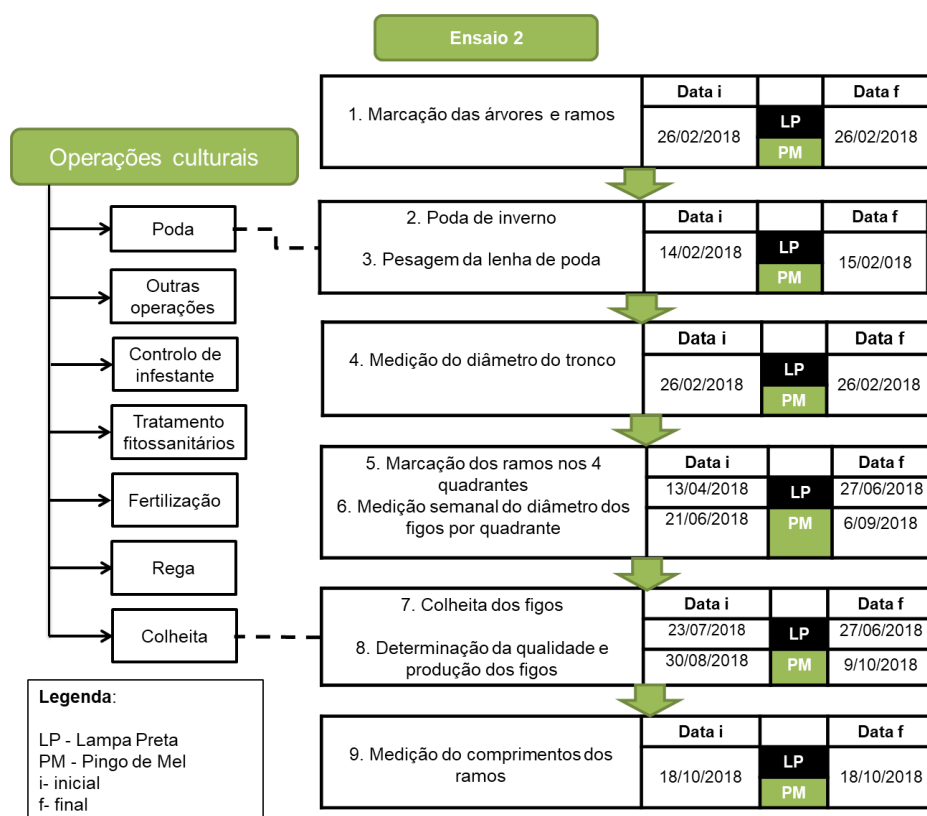 Ensaio 2
Operações culturais
Poda
Outras
operações
Controlo de
infestante
Tratamento
fitossanitários
Fertilização
Rega
Colheita
Legenda:
LP - Lampa Preta
PM - Pingo de Mel
i- inicial
f- final
1. Marcação das árvores e ramos
Data i
Data f
26/02/2018
LP
PM
26/02/2018
2. Poda de inverno
3. Pesagem da lenha de poda
Data i
Data f
14/02/2018
LP
PM
15/02/018
4. Medição do diâmetro do tronco
Data i
Data f
26/02/2018
LP
PM
26/02/2018
5. Marcação dos ramos nos 4
quadrantes
6. Medição semanal do diâmetro dos
figos por quadrante
Data i
Data f
13/04/2018
LP
27/06/2018
21/06/2018
PM
6/09/2018
7. Colheita dos figos
8. Determinação da qualidade e
produção dos figos
Data i
Data f
23/07/2018
LP
27/06/2018
30/08/2018
PM
9/10/2018
9. Medição do comprimentos dos
ramos
Data i
Data f
18/10/2018
LP
PM
18/10/2018